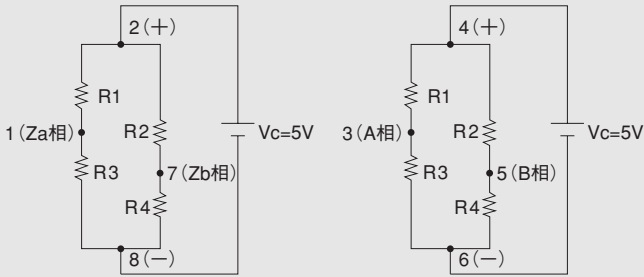 2(+)
R1
R2
1(Za相)
R3
7(Zb相)
R4
8(−)
Vc=5V
4(+)
R1
R2
3(A相)
R3
5(B相)
R4
6(−)
Vc=5V